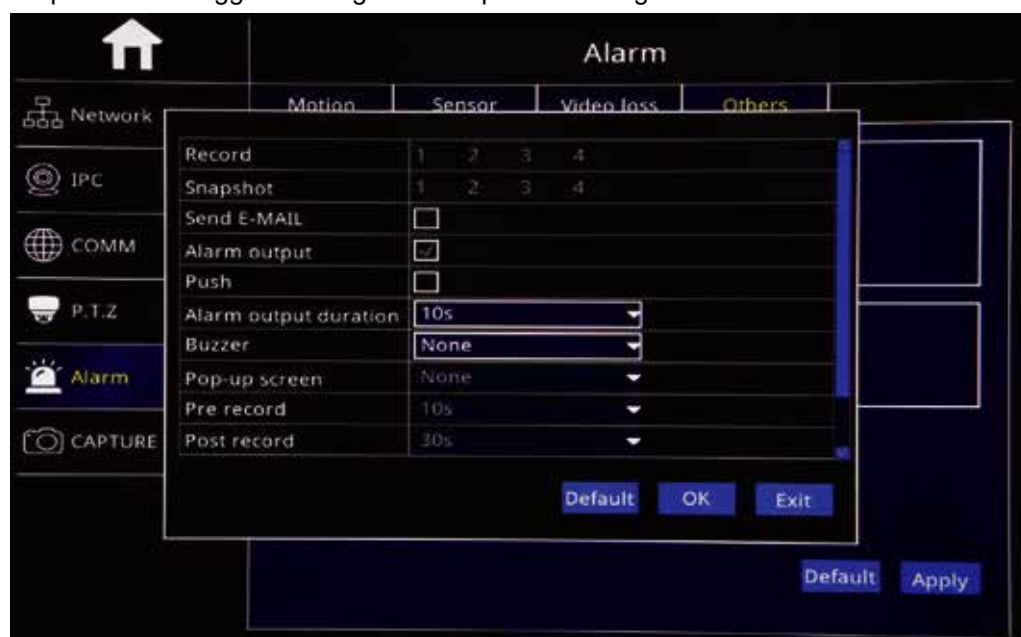 Alarm
Network
Motion
Sensor
Video loss
Others
Record 1 2 3 4
IPC
Snapshot 1 2 3 4
Send E-MAIL
COMM
Alarm output
Push
P.T.Z
Alarm output duration 10s
Buzzer None
Alarm
Pop-up screen None
Pre record 10s
CAPTURE
Post record 30s
Default OK Exit
Default Apply